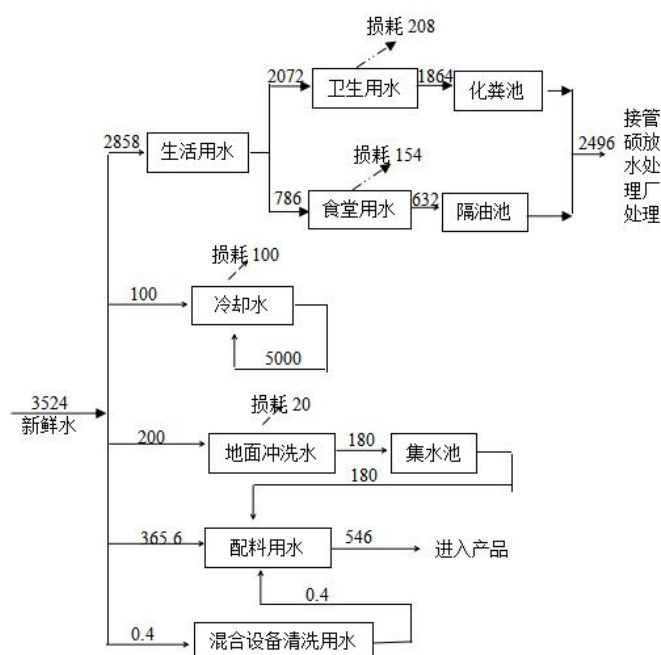 损耗 208
2072
卫生用水
1864
化粪池
2858
生活用水
损耗 154
2496
接管
硕放
水处
理厂
处理
786
食堂用水
632
隔油池
损耗 100
100
冷却水
5000
3524
新鲜水
损耗 20
200
地面冲洗水
180
集水池
180
365.6
配料用水
546
进入产品
0.4
0.4
混合设备清洗用水